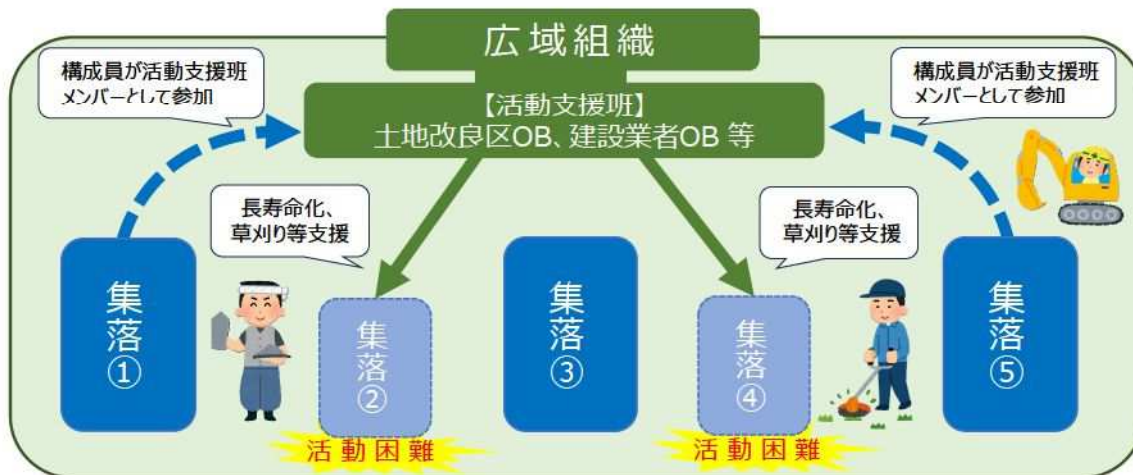 広域組織
【活動支援班】
土地改良区OB、建設業者OB 等
構成員が活動支援班
メンバーとして参加
構成員が活動支援班
メンバーとして参加
長寿命化、
草刈り等支援
長寿命化、
草刈り等支援
集落①
集落②
集落③
集落④
集落⑤
活動困難
活動困難